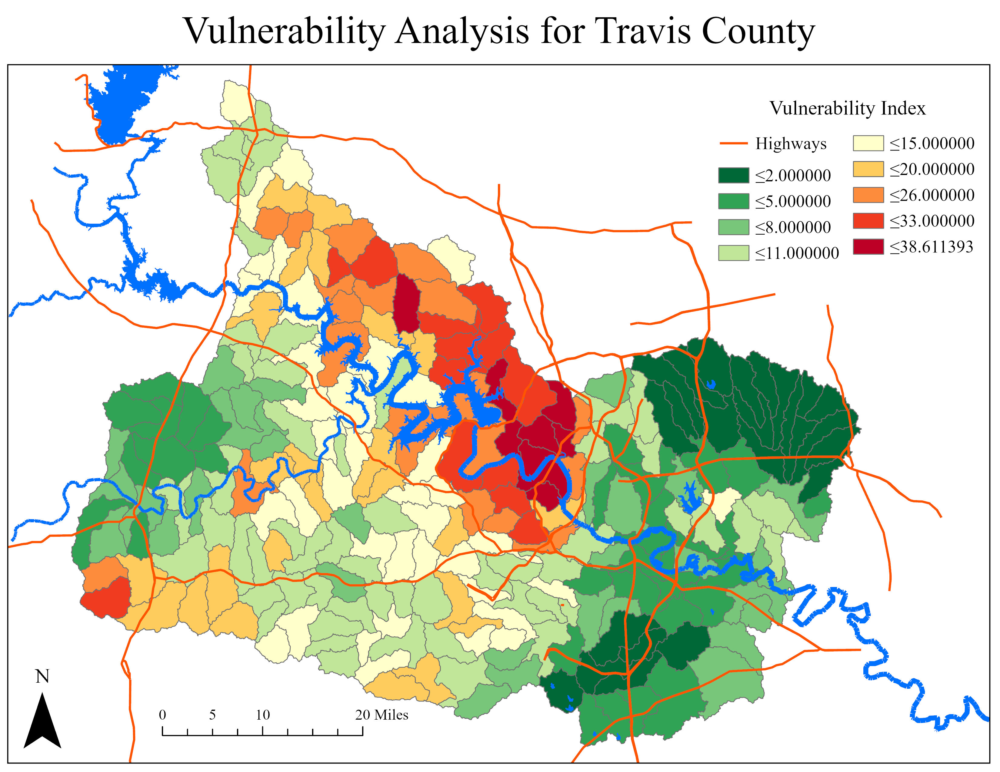 Vulnerability Analysis for Travis County
Vulnerability Index
Highways
≤2.000000
≤5.000000
≤8.000000
≤11.000000
≤15.000000
≤20.000000
≤26.000000
≤33.000000
≤38.611393
N
0 5 10 20 Miles